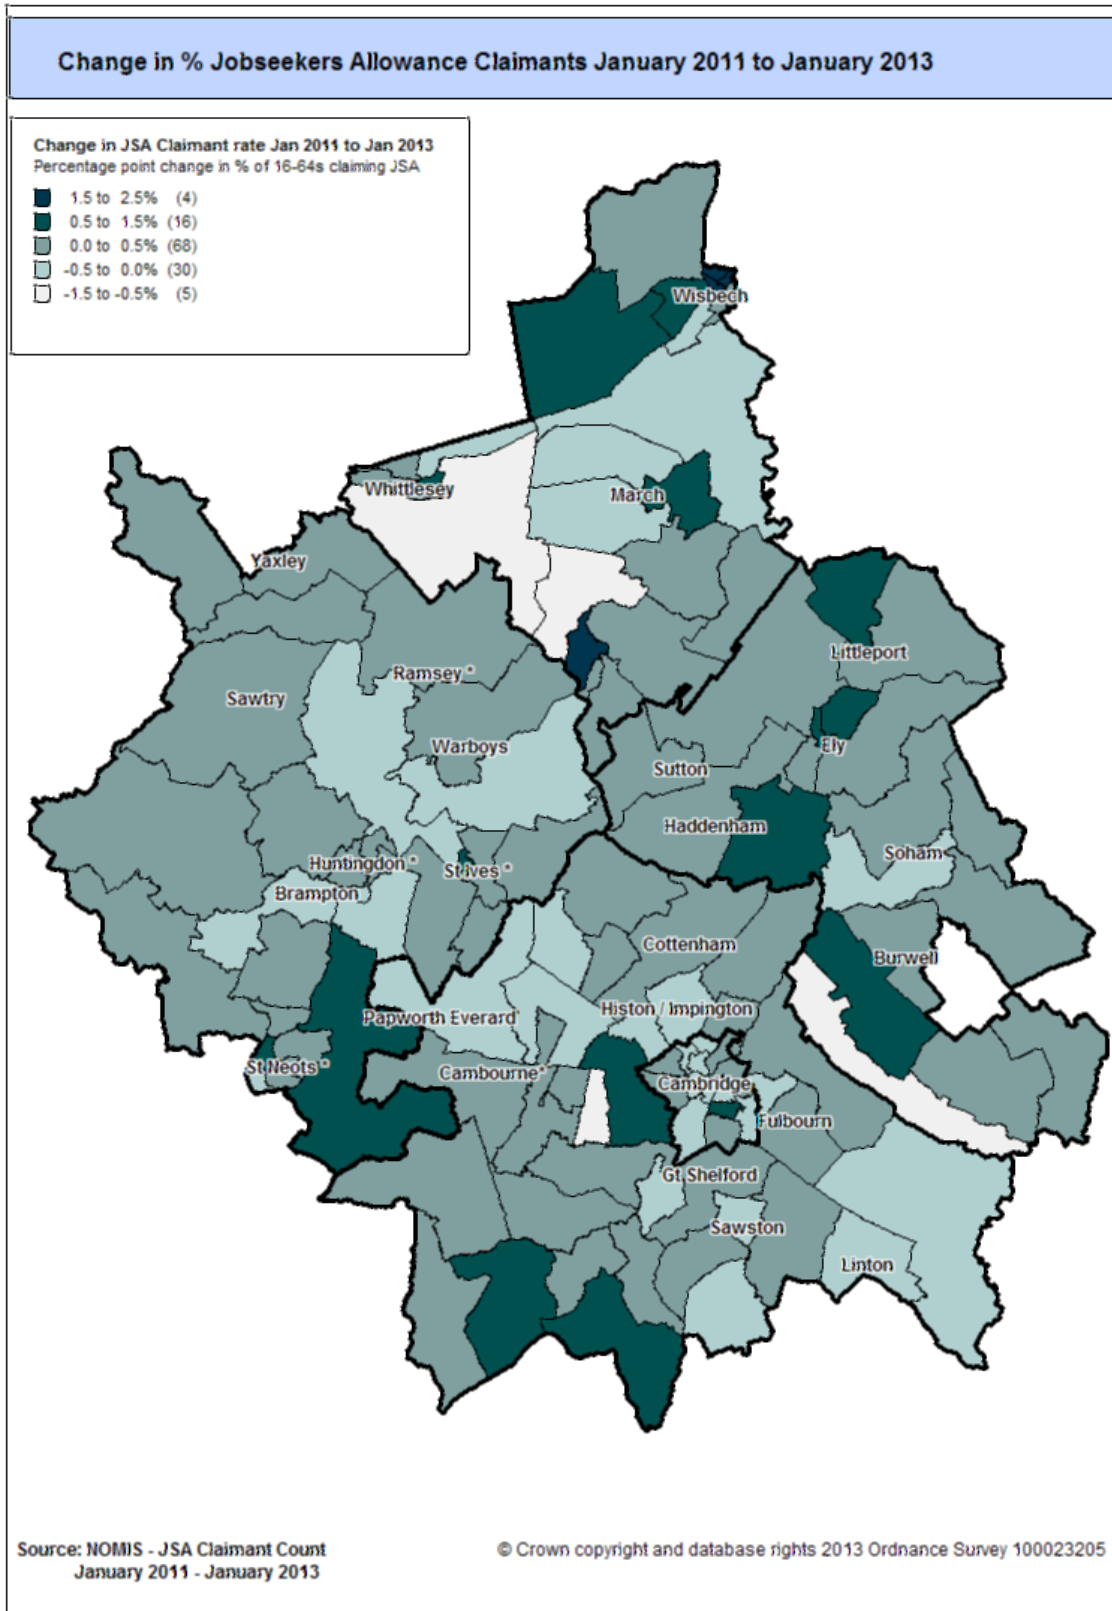 Change in % Jobseekers Allowance Claimants January 2011 to January 2013
Change in JSA Claimant rate Jan 2011 to Jan 2013
Percentage point change in % of 16-64s claiming JSA
1.5 to 2.5% (4)
0.5 to 1.5% (16)
0.0 to 0.5% (68)
-0.5 to 0.0% (30)
-1.5 to -0.5% (5)
Wisbech
Whittlesey
March
Yaxley
Littleport
Ramsey *
Sawtry
Ely
Warboys
Sutton
Haddenham
Soham
Huntingdon *
St Ives *
Brampton
Cottenham
Burwell
Histon / Impington
Papworth Everard
St Neots *
Cambourne*
Cambridge
Fulbourn
Gt Shelford
Sawston
Linton
Source: NOMIS - JSA Claimant Count
January 2011 - January 2013
© Crown copyright and database rights 2013 Ordnance Survey 100023205